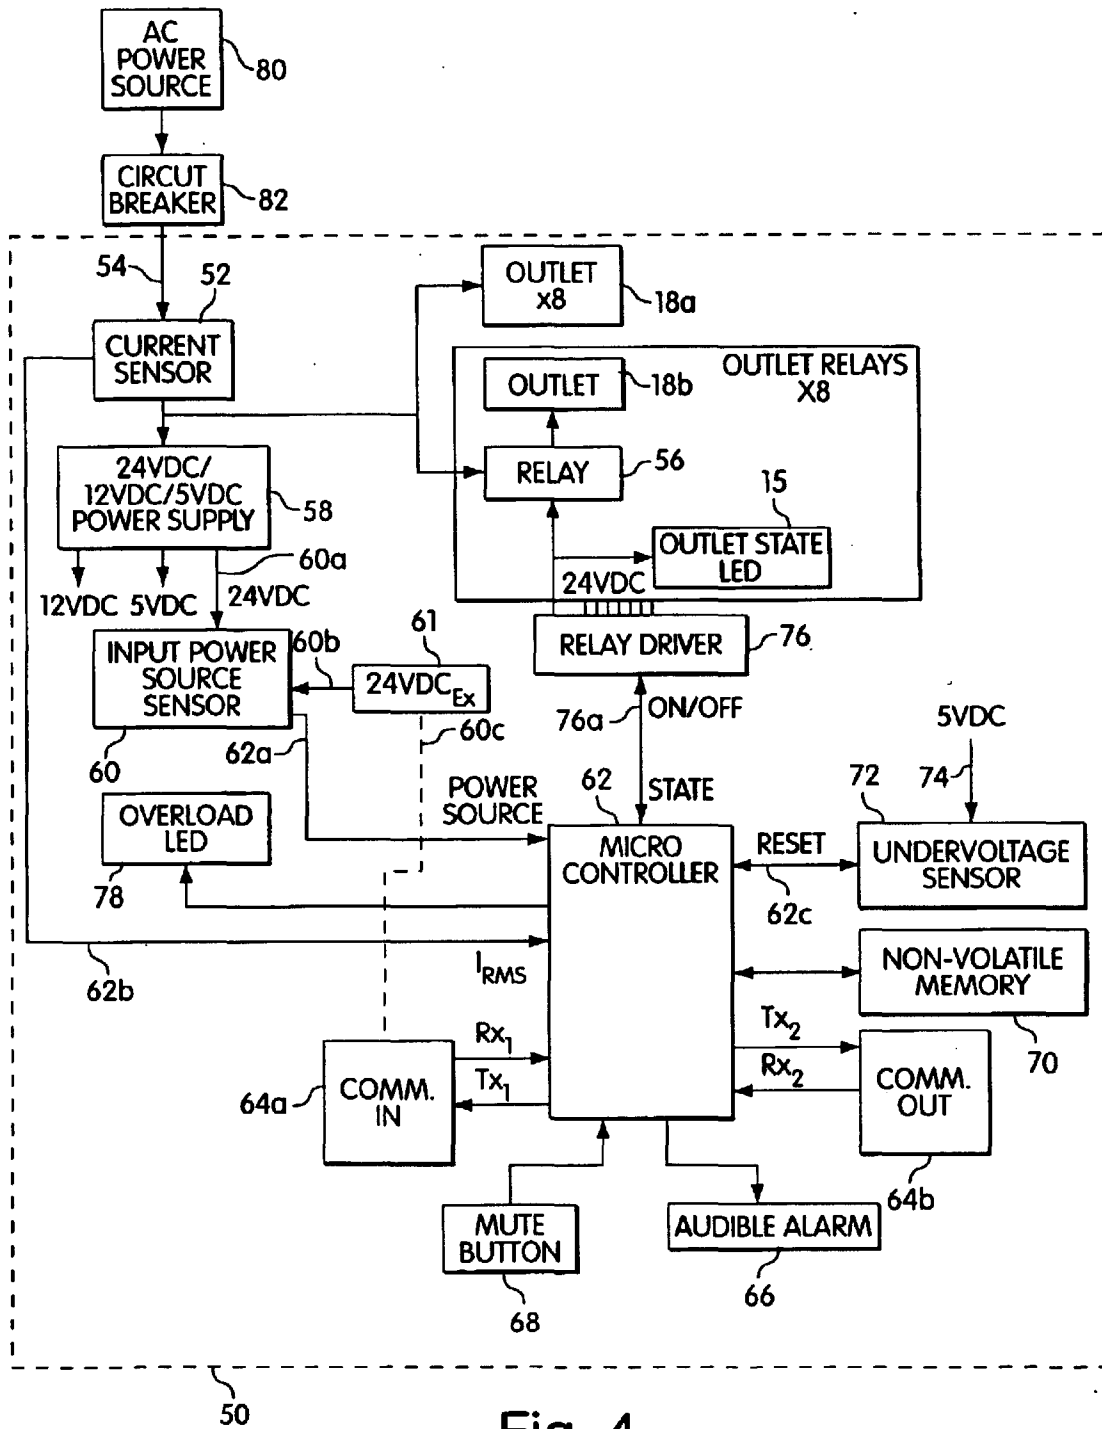 AC
POWER
SOURCE
80
CIRCUT
BREAKER
82
54
52
CURRENT
SENSOR
OUTLET
x8
18a
OUTLET RELAYS
X8
OUTLET
18b
RELAY
56
15
OUTLET STATE
LED
24VDC
24VDC/
12VDC/5VDC
POWER SUPPLY
58
60a
12VDC
5VDC
24VDC
RELAY DRIVER
76
INPUT POWER
SOURCE
SENSOR
60
60b
61
24VDCEx
60c
62a
76a
ON/OFF
STATE
5VDC
74
72
UNDERVOLTAGE
SENSOR
RESET
62c
OVERLOAD
LED
78
POWER
SOURCE
62
MICRO
CONTROLLER
62b
IRMS
NON-VOLATILE
MEMORY
70
64a
COMM.
IN
Rx1
Tx1
Tx2
Rx2
COMM.
OUT
64b
MUTE
BUTTON
68
AUDIBLE ALARM
66
50
Fig. 4